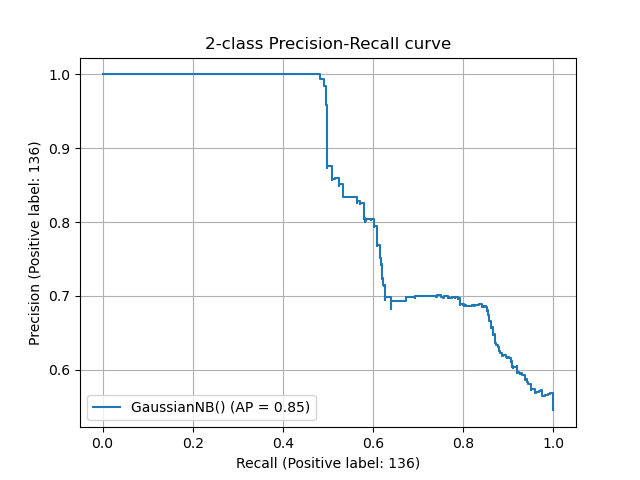 2-class Precision-Recall curve
Precision (Positive label: 136)
1.0
0.9
0.8
0.7
0.6
GaussianNB() (AP = 0.85)
0.0 0.2 0.4 0.6 0.8 1.0
Recall (Positive label: 136)